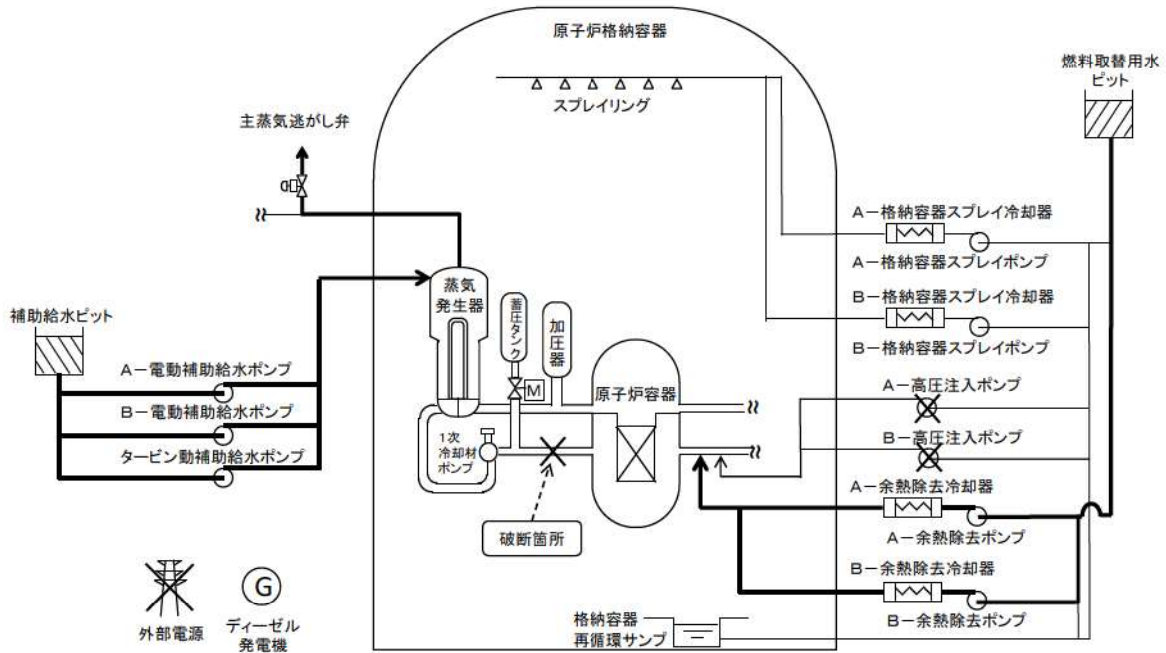 原子炉格納容器
スプレイリング
燃料取替用水
ピット
主蒸気逃がし弁
A-格納容器スプレイ冷却器
A-格納容器スプレイポンプ
B-格納容器スプレイ冷却器
B-格納容器スプレイポンプ
蒸気
発生器
蓄圧タンク
加圧器
M
原子炉容器
補助給水ピット
A-電動補助給水ポンプ
B-電動補助給水ポンプ
タービン動補助給水ポンプ
1次
冷却材
ポンプ
A-高圧注入ポンプ
B-高圧注入ポンプ
A-余熱除去冷却器
A-余熱除去ポンプ
B-余熱除去冷却器
B-余熱除去ポンプ
破断箇所
外部電源
G
ディーゼル
発電機
格納容器
再循環サンプ